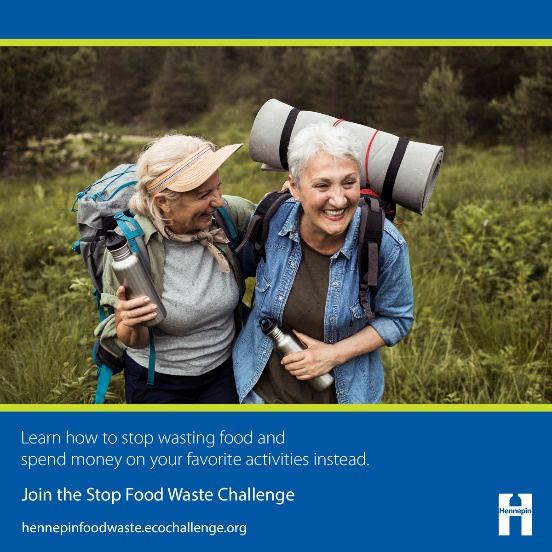 Learn how to stop wasting food and
spend money on your favorite activities instead.
Join the Stop Food Waste Challenge
Hennepin
hennepinfoodwaste.ecochallenge.org